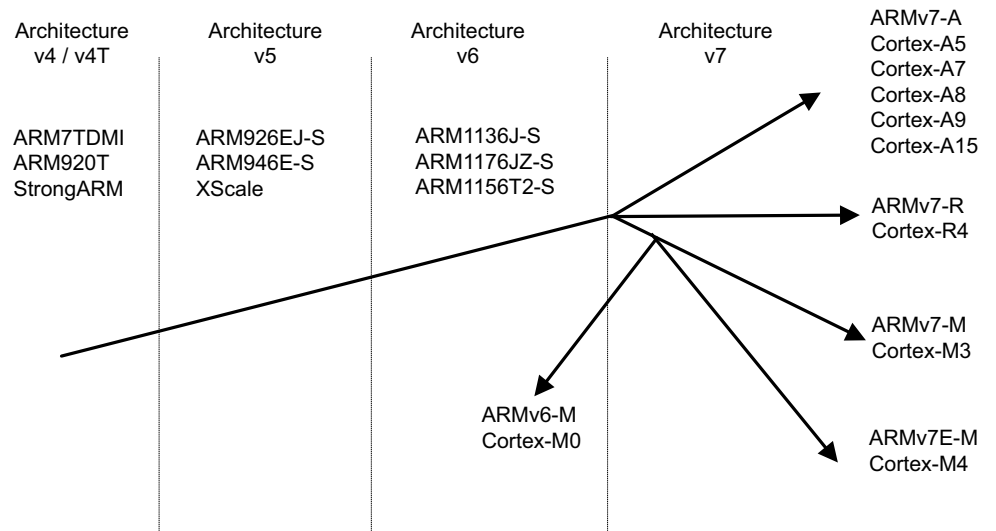 Architecture
v4 / v4T
Architecture
v5
Architecture
v6
Architecture
v7
ARM7TDMI
ARM920T
StrongARM
ARM926EJ-S
ARM946E-S
XScale
ARM1136J-S
ARM1176JZ-S
ARM1156T2-S
ARMv7-A
Cortex-A5
Cortex-A7
Cortex-A8
Cortex-A9
Cortex-A15
ARMv7-R
Cortex-R4
ARMv7-M
Cortex-M3
ARMv6-M
Cortex-M0
ARMv7E-M
Cortex-M4